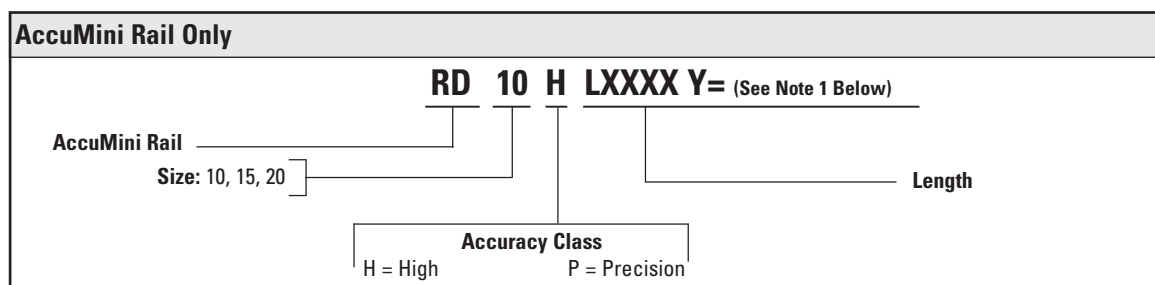 AccuMini Rail Only
RD 10 H LXXXX Y= (See Note 1 Below)
AccuMini Rail
Size: 10, 15, 20
Length
Accuracy Class
H = High P = Precision